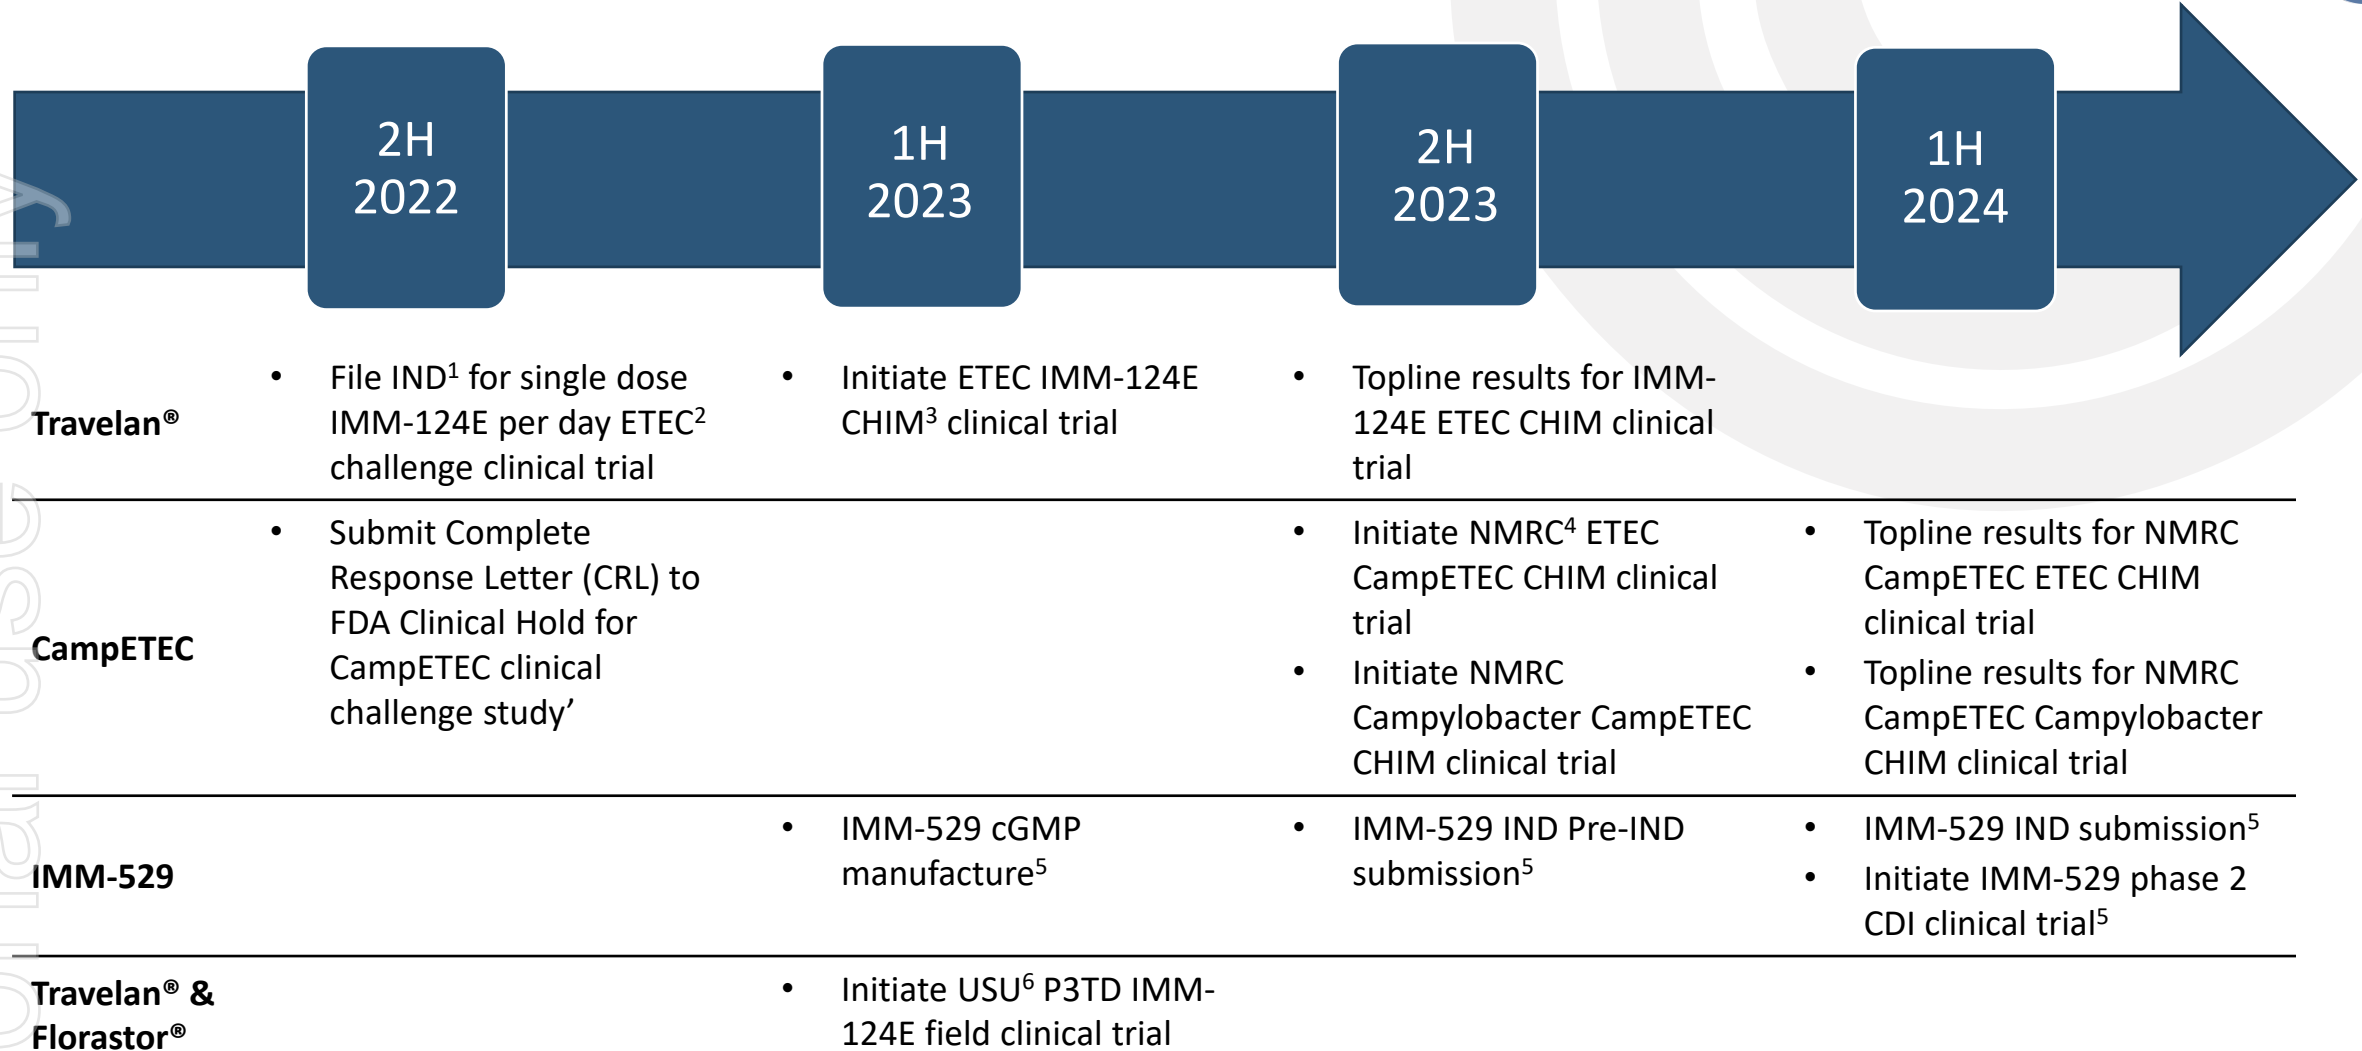 2H
2022
1H
2023
2H
2023
1H
2024
Travelan®
• File IND¹ for single dose
IMM-124E per day ETEC²
challenge clinical trial
• Initiate ETEC IMM-124E
CHIM³ clinical trial
• Topline results for IMM-
124E ETEC CHIM clinical
trial
CampETEC
• Submit Complete
Response Letter (CRL) to
FDA Clinical Hold for
CampETEC clinical
challenge study’
• Initiate NMRC⁴ ETEC
CampETEC CHIM clinical
trial
• Initiate NMRC
Campylobacter CampETEC
CHIM clinical trial
• Topline results for NMRC
CampETEC ETEC CHIM
clinical trial
• Topline results for NMRC
CampETEC Campylobacter
CHIM clinical trial
IMM-529
• IMM-529 cGMP
manufacture⁵
• IMM-529 IND Pre-IND
submission⁵
• IMM-529 IND submission⁵
• Initiate IMM-529 phase 2
CDI clinical trial⁵
Travelan® &
Florastor®
• Initiate USU⁶ P3TD IMM-
124E field clinical trial
use only